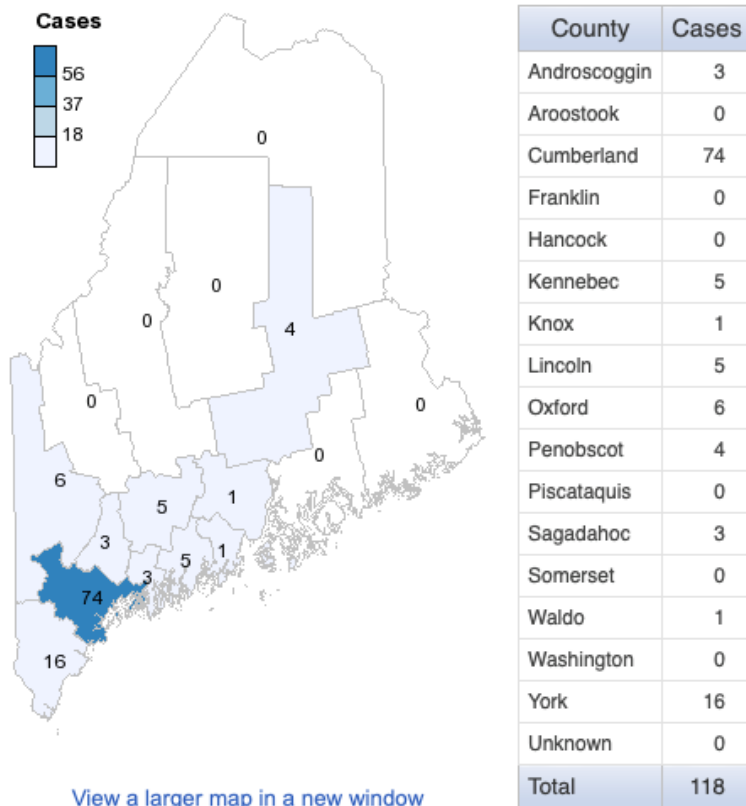 Cases
56
37
18
0
0
0
4
0
0
0
6
5
1
3
1
5
3
74
16
View a larger map in a new window
County Cases
Androscoggin 3
Aroostook 0
Cumberland 74
Franklin 0
Hancock 0
Kennebec 5
Knox 1
Lincoln 5
Oxford 6
Penobscot 4
Piscataquis 0
Sagadahoc 3
Somerset 0
Waldo 1
Washington 0
York 16
Unknown 0
Total 118